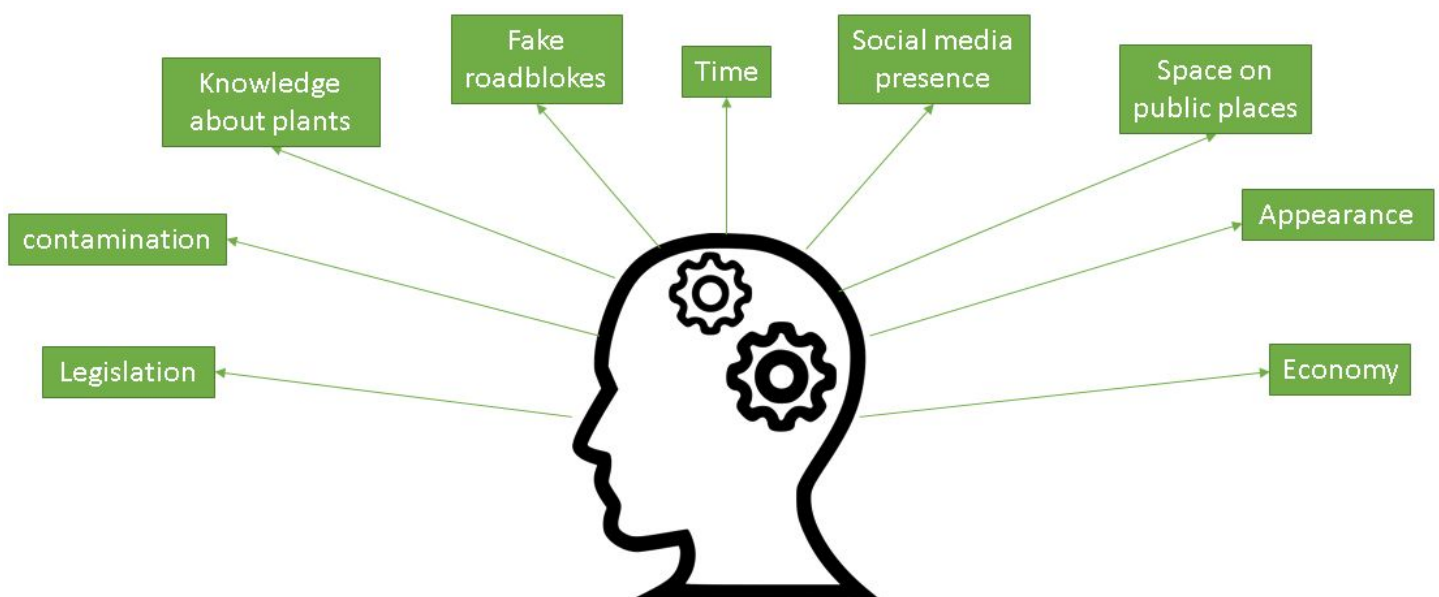 Fake
roadblokes
Time
Social media
presence
Space on
public places
Knowledge
about plants
Appearance
contamination
Legislation
Economy